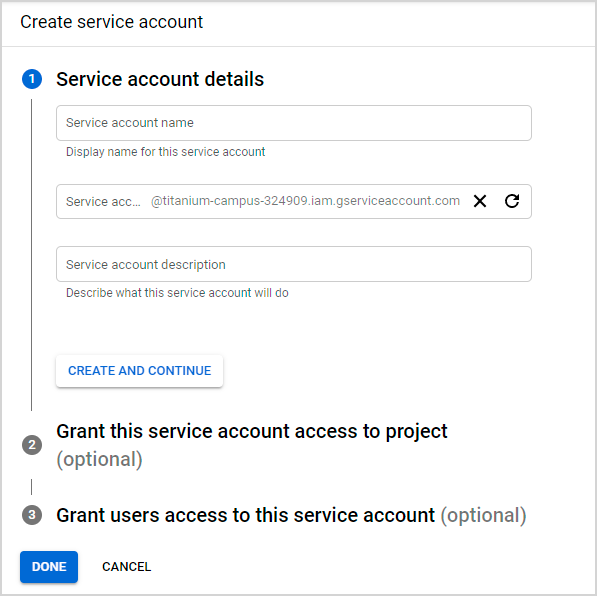 Create service account
1 Service account details
Service account name
Display name for this service account
Service acc... @titanium-campus-324909.iam.gserviceaccount.com
Service account description
Describe what this service account will do
CREATE AND CONTINUE
2 Grant this service account access to project
(optional)
3 Grant users access to this service account (optional)
DONE CANCEL